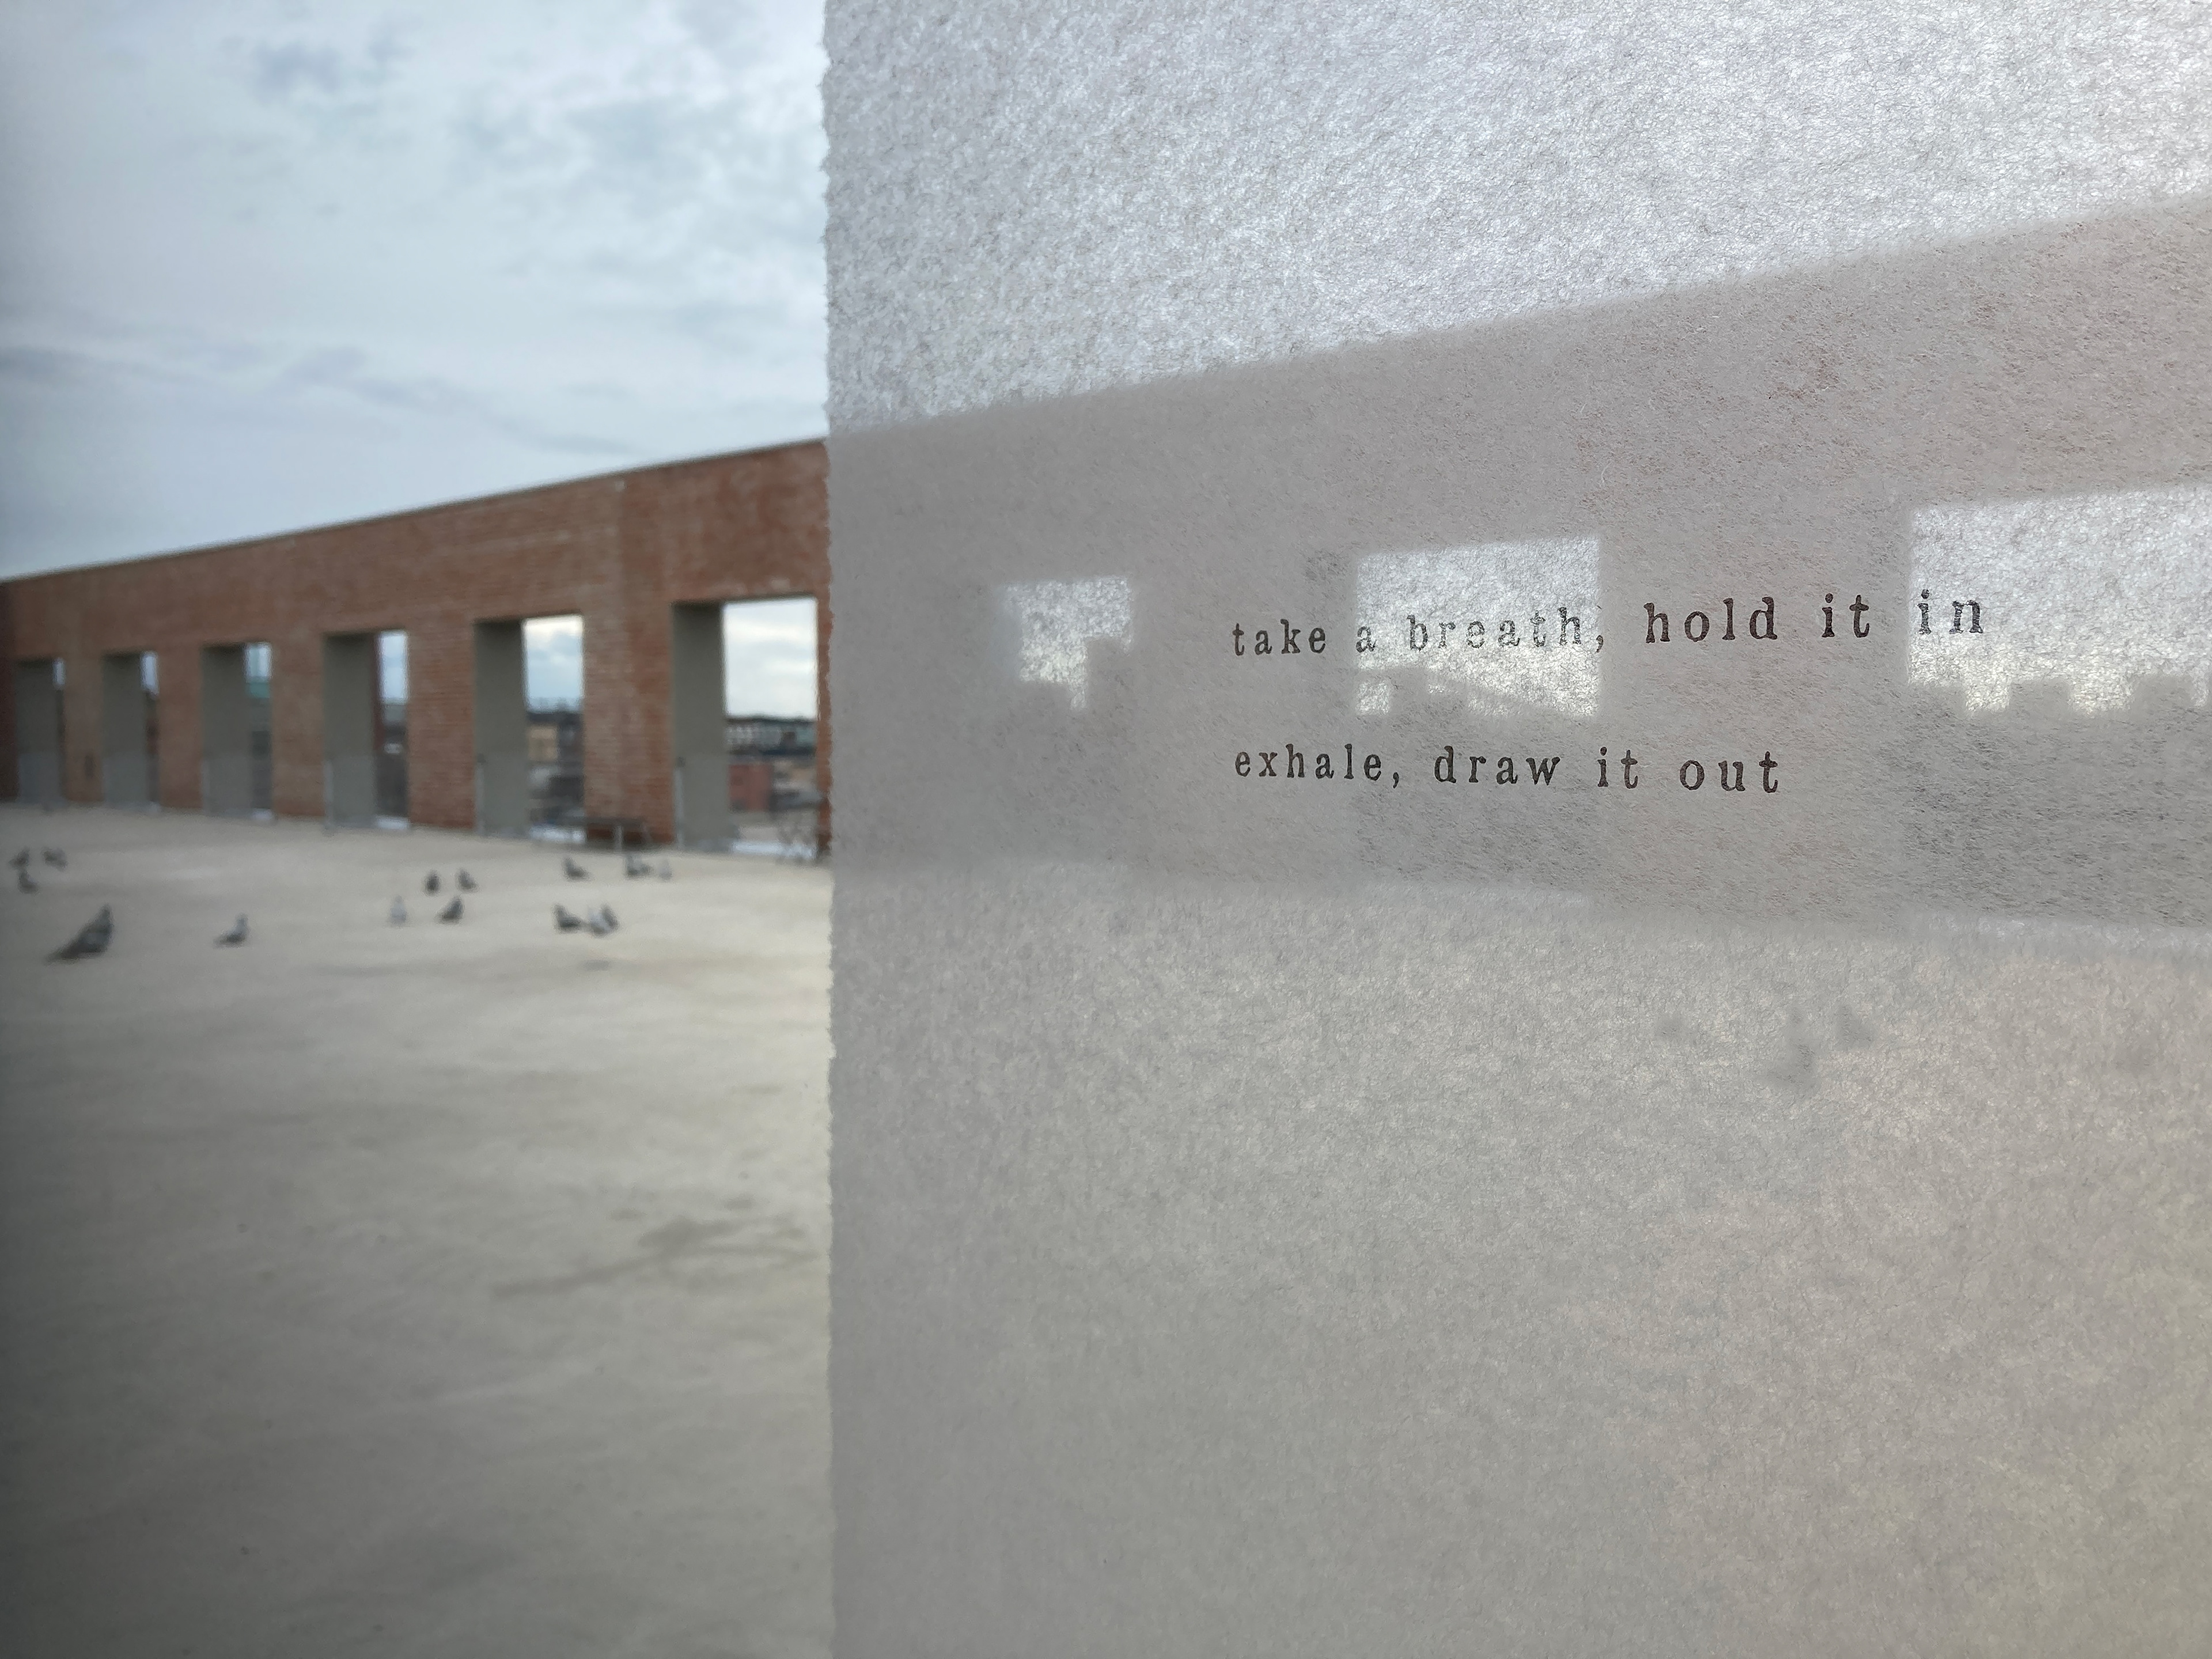 take a breath, hold it in
exhale, draw it out